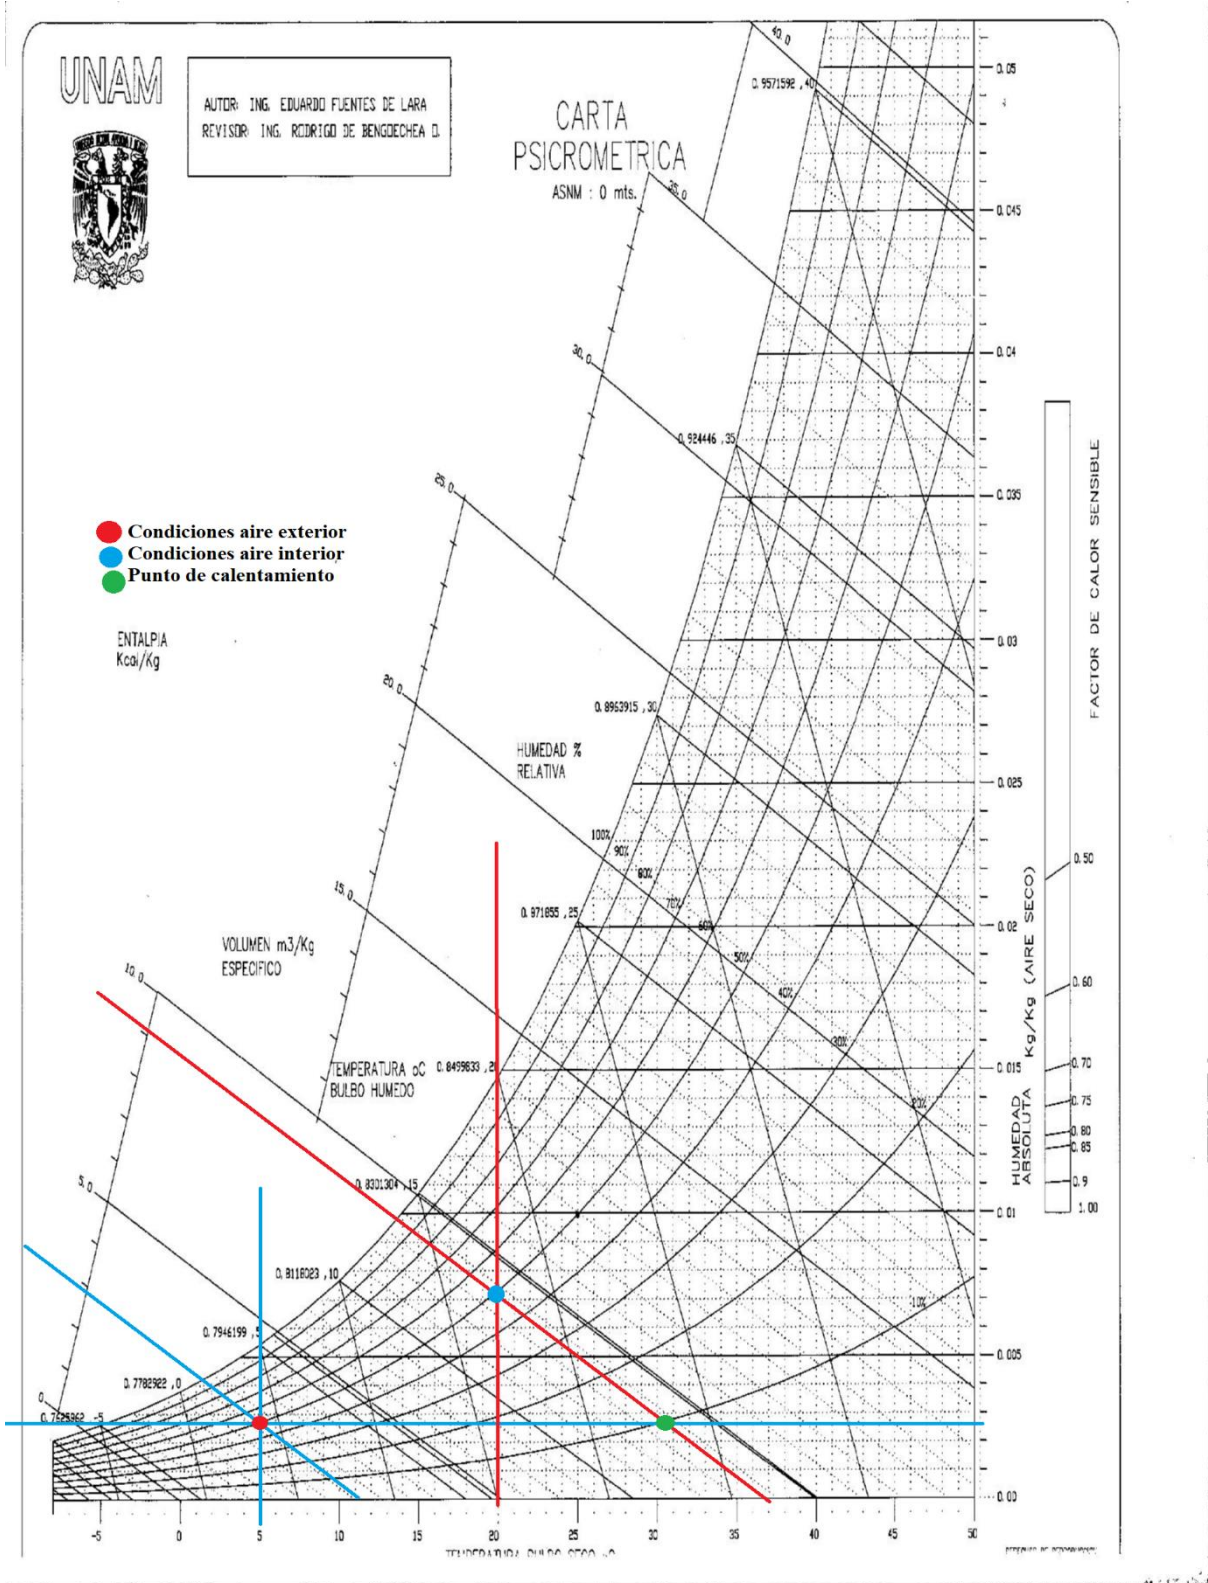 UNAM
AUTOR: ING. EDUARDO FUENTES DE LARA
REVISOR: ING. RODRIGO DE BENGOECHEA O.
CARTA
PSICROMETRICA
ASNM : 0 mts.
Condiciones aire exterior
Condiciones aire interior
Punto de calentamiento
ENTALPIA
Kcal/Kg
HUMEDAD %
RELATIVA
VOLUMEN m3/Kg
ESPECIFICO
TEMPERATURA oC
BULBO HUMEDO
0
5.0
10.0
15.0
20.0
25.0
30.0
35.0
40.0
0.7782922 ,0
0.7946199 ,5
0.8118023 ,10
0.8301304 ,15
0.8499833 ,20
0.871855 ,25
0.8963915 ,30
0.924446 ,35
0.9571592 ,40
100%
90%
80%
70%
60%
50%
40%
30%
20%
10%
0.05
0.045
0.04
0.035
0.03
0.025
0.02
0.015
0.01
0.005
0.00
HUMEDAD
ABSOLUTA Kg/Kg (AIRE SECO)
FACTOR DE CALOR SENSIBLE
0.50
0.60
0.70
0.75
0.80
0.85
0.9
1.00
-5
0
5
10
15
20
25
30
35
40
45
50
TEMPERATURA BULBO SECO oC